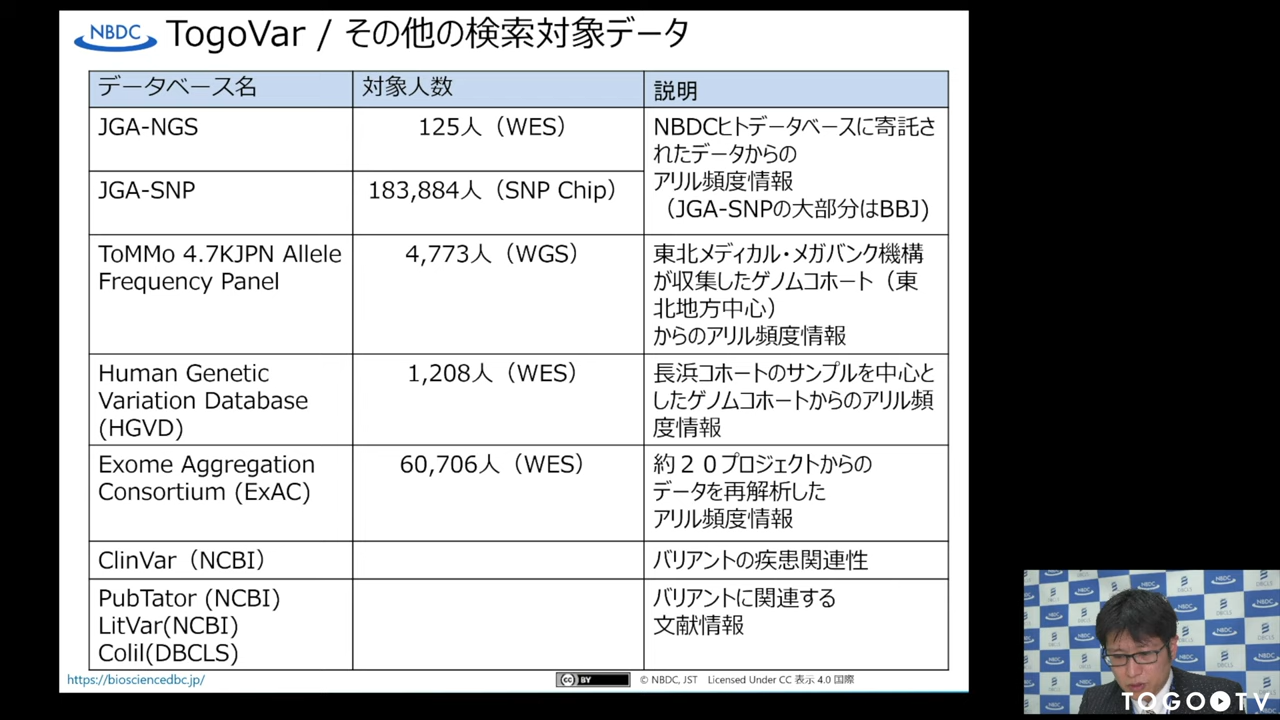 NBDC
TogoVar / その他の検索対象データ
データベース名
対象人数
説明
JGA-NGS
125人（WES）
NBDCヒトデータベースに寄託さ
れたデータからの
アリル頻度情報
（JGA-SNPの大部分はBBJ)
JGA-SNP
183,884人（SNP Chip）
ToMMo 4.7KJPN Allele
Frequency Panel
4,773人（WGS）
東北メディカル・メガバンク機構
が収集したゲノムコホート（東
北地方中心）
からのアリル頻度情報
Human Genetic
Variation Database
(HGVD)
1,208人（WES）
長浜コホートのサンプルを中心と
したゲノムコホートからのアリル頻
度情報
Exome Aggregation
Consortium (ExAC)
60,706人（WES）
約２０プロジェクトからの
データを再解析した
アリル頻度情報
ClinVar（NCBI）
バリアントの疾患関連性
PubTator (NCBI)
LitVar(NCBI)
Colil(DBCLS)
バリアントに関連する
文献情報
https://biosciencedbc.jp/
cc BY
© NBDC, JST Licensed Under CC 表示 4.0 国際
NBDC
DBCLS
TOGO TV